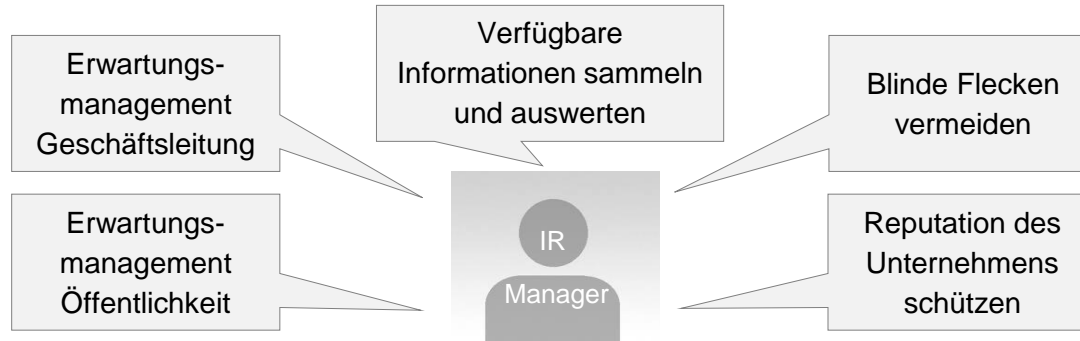 Erwartungs-
management
Geschäftsleitung
Verfügbare
Informationen sammeln
und auswerten
Blinde Flecken
vermeiden
Erwartungs-
management
Öffentlichkeit
IR
Manager
Reputation des
Unternehmens
schützen